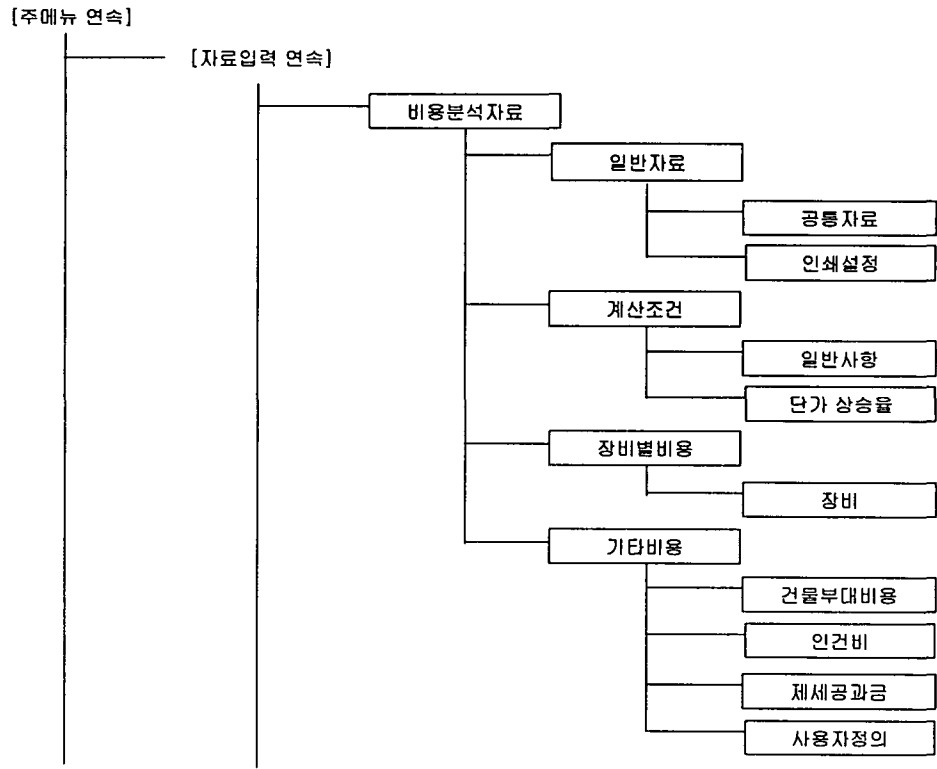 [주메뉴 연속]
[자료입력 연속]
비용분석자료
일반자료
공통자료
인쇄설정
계산조건
일반사항
단가 상승율
장비별비용
장비
기타비용
건물부대비용
인건비
제세공과금
사용자정의